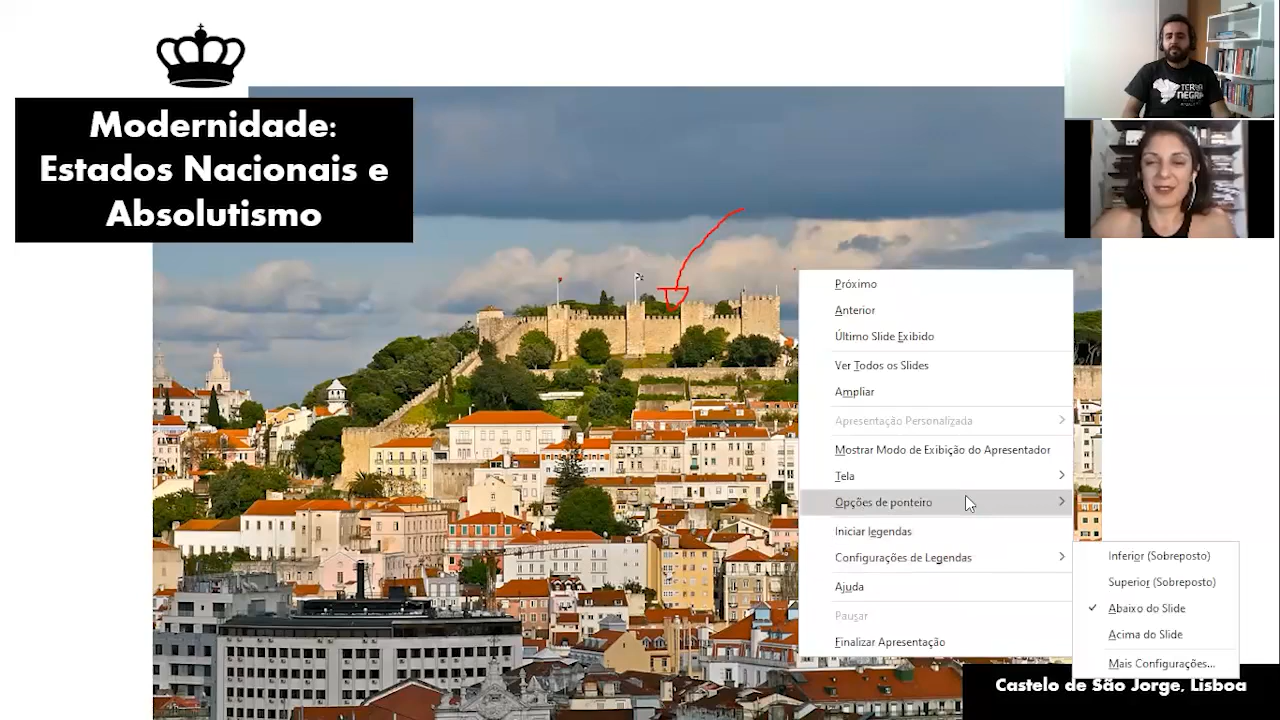 Modernidade:
Estados Nacionais e
Absolutismo
TERRA
NEGRA
Próximo
Anterior
Último Slide Exibido
Ver Todos os Slides
Ampliar
Apresentação Personalizada
Mostrar Modo de Exibição do Apresentador
Tela
Opções de ponteiro
Iniciar legendas
Configurações de Legendas
Ajuda
Pausar
Finalizar Apresentação
Inferior (Sobreposto)
Superior (Sobreposto)
Abaixo do Slide
Acima do Slide
Mais Configurações...
Castelo de São Jorge, Lisboa